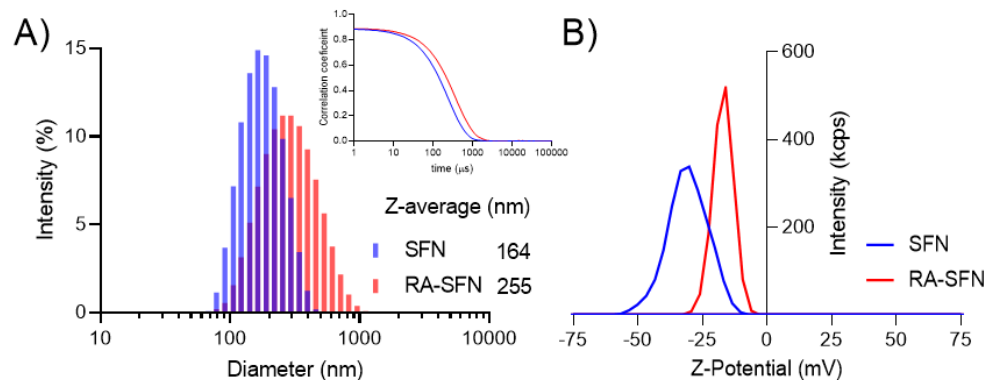 A)
15
10
5
0
Intensity (%)
10
100
1000
10000
Diameter (nm)
1.0
0.8
0.6
0.4
0.2
0.0
Correlation coeficeint
1
10
100
1000
10000
100000
time (μs)
Z-average (nm)
SFN 164
RA-SFN 255
B)
600
400
200
Intensity (kcps)
-75
-50
-25
0
25
50
75
Z-Potential (mV)
SFN
RA-SFN